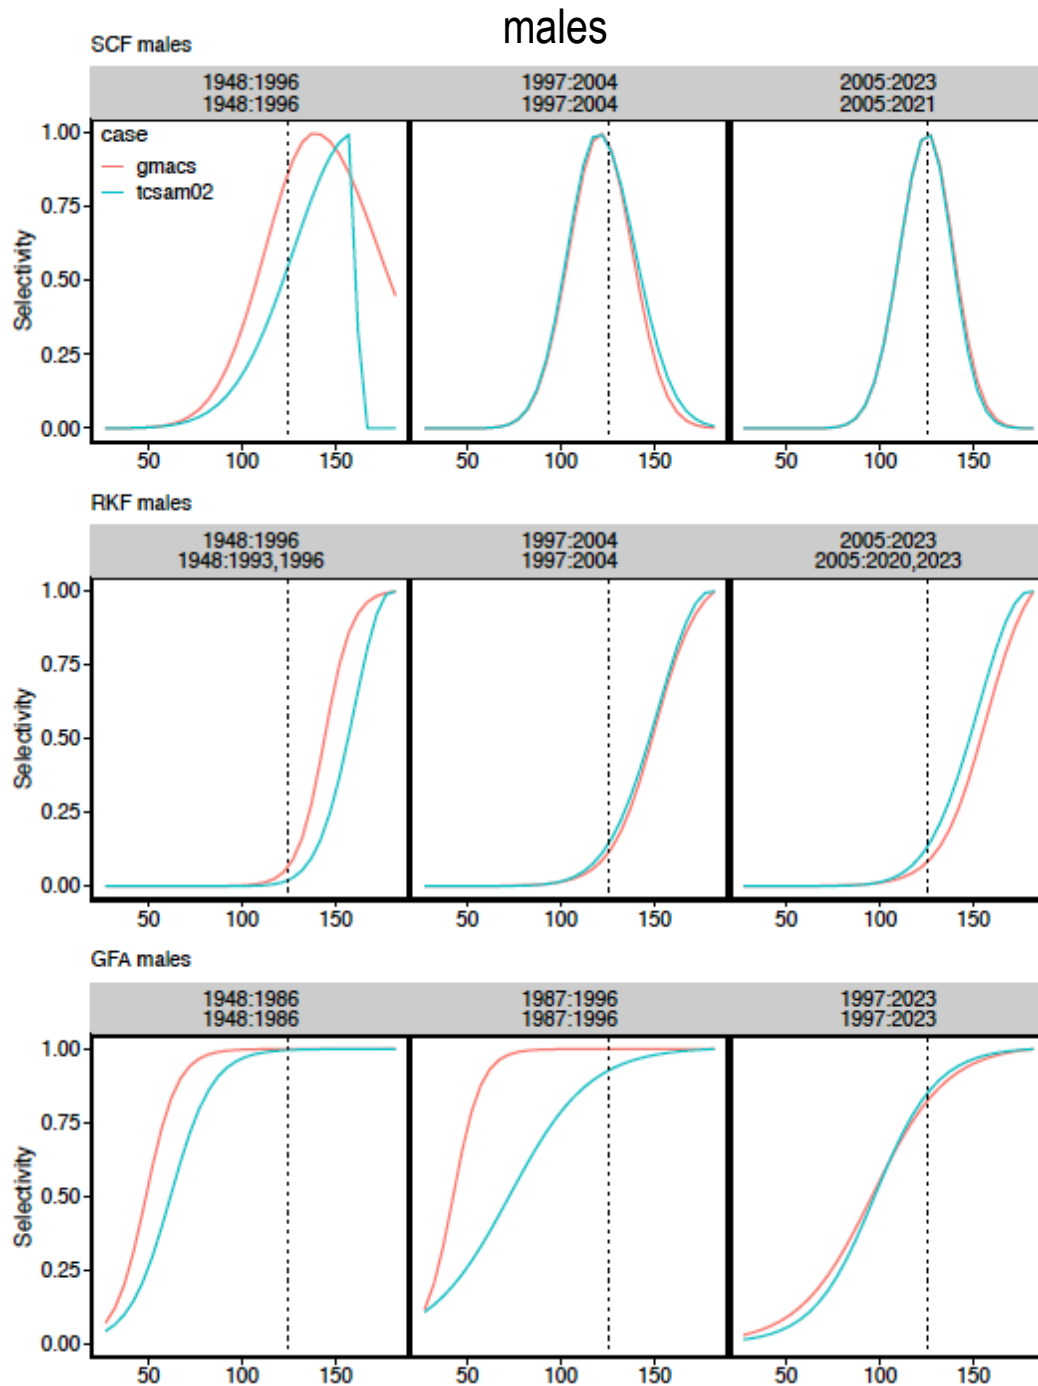 males
SCF males
1948:1996 1997:2004 2005:2023
1948:1996 1997:2004 2005:2021
case
gmacs
tcsam02
Selectivity
1.00
0.75
0.50
0.25
0.00
50 100 150 50 100 150 50 100 150
RKF males
1948:1996 1997:2004 2005:2023
1948:1993,1996 1997:2004 2005:2020,2023
Selectivity
1.00
0.75
0.50
0.25
0.00
50 100 150 50 100 150 50 100 150
GFA males
1948:1986 1987:1996 1997:2023
1948:1986 1987:1996 1997:2023
Selectivity
1.00
0.75
0.50
0.25
0.00
50 100 150 50 100 150 50 100 150